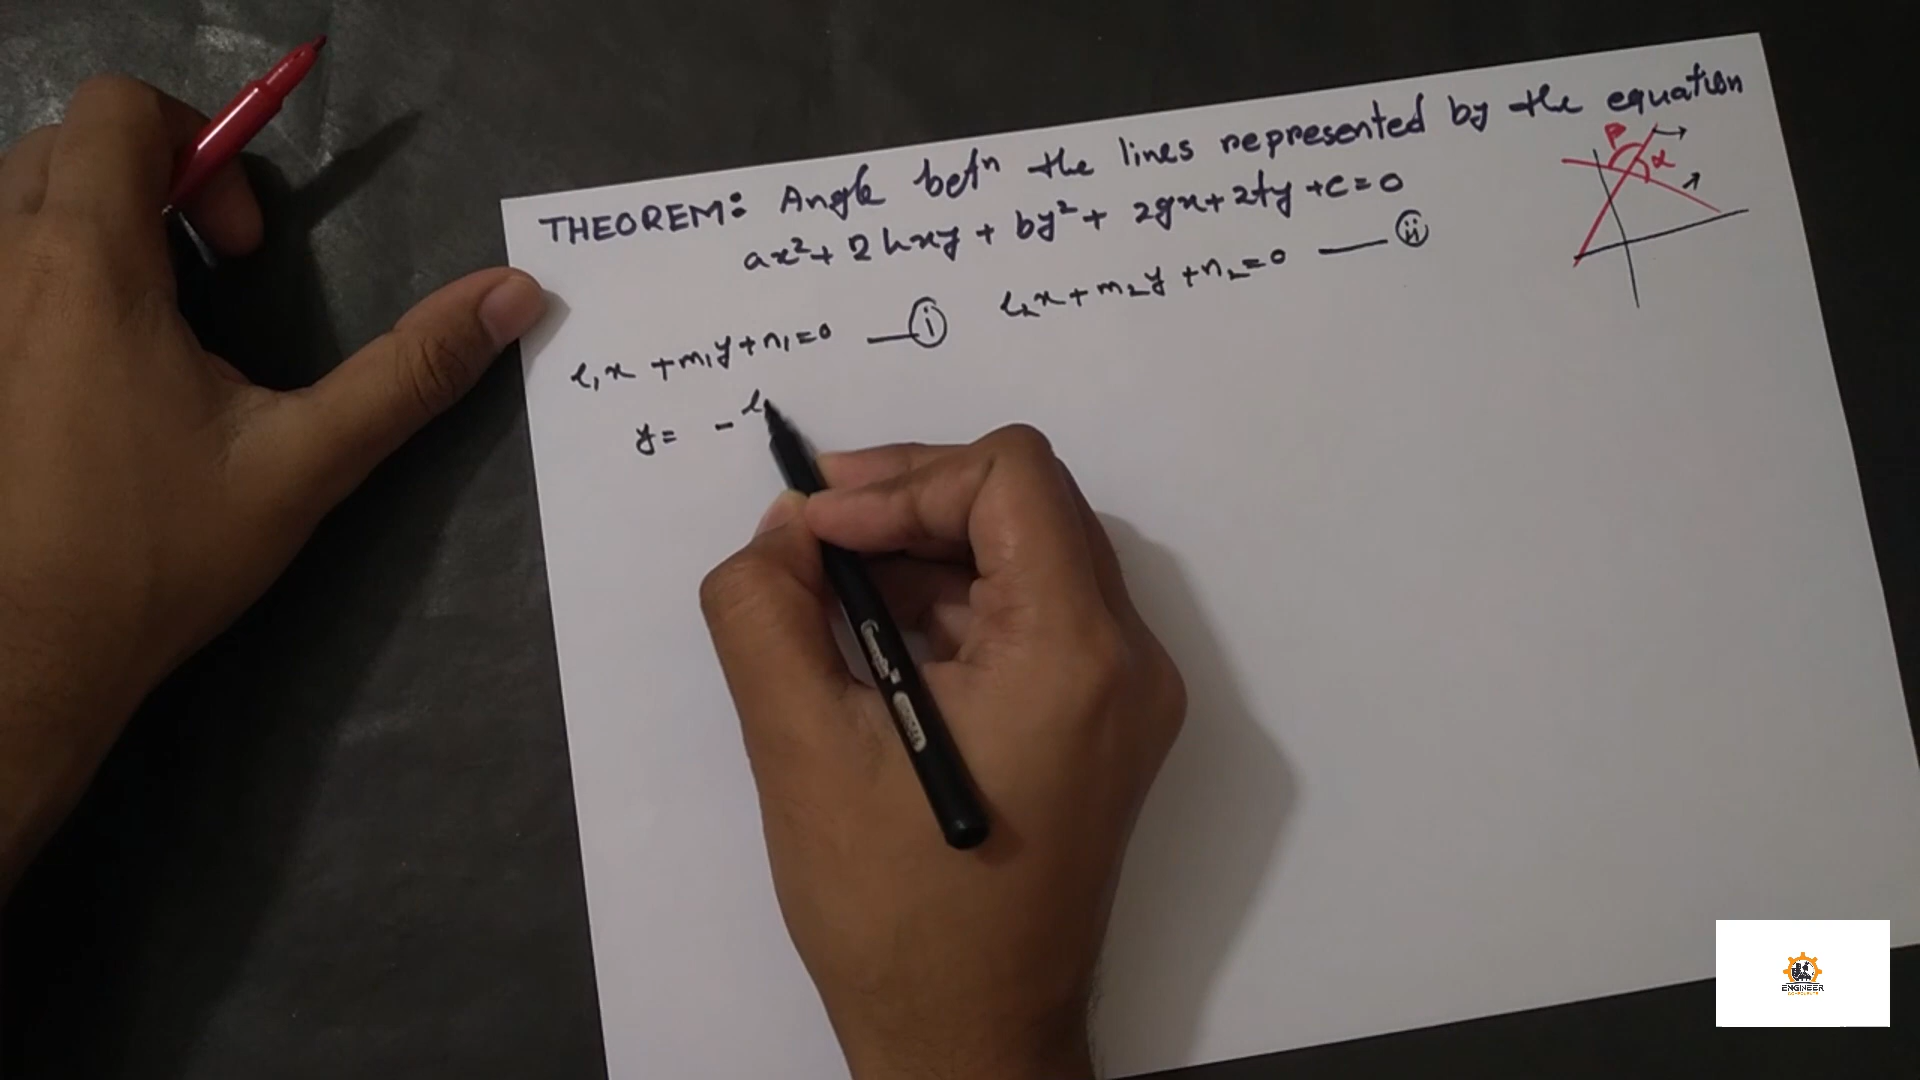 THEOREM: Angle betn the lines represented by the equation
ax²+ 2hxy + by² + 2gx+2fy +c=0
l₁x +m₁y+n₁=0 — (i)
l₂x + m₂y +n₂=0 — (ii)
y= - l
β
α
ENGINEER